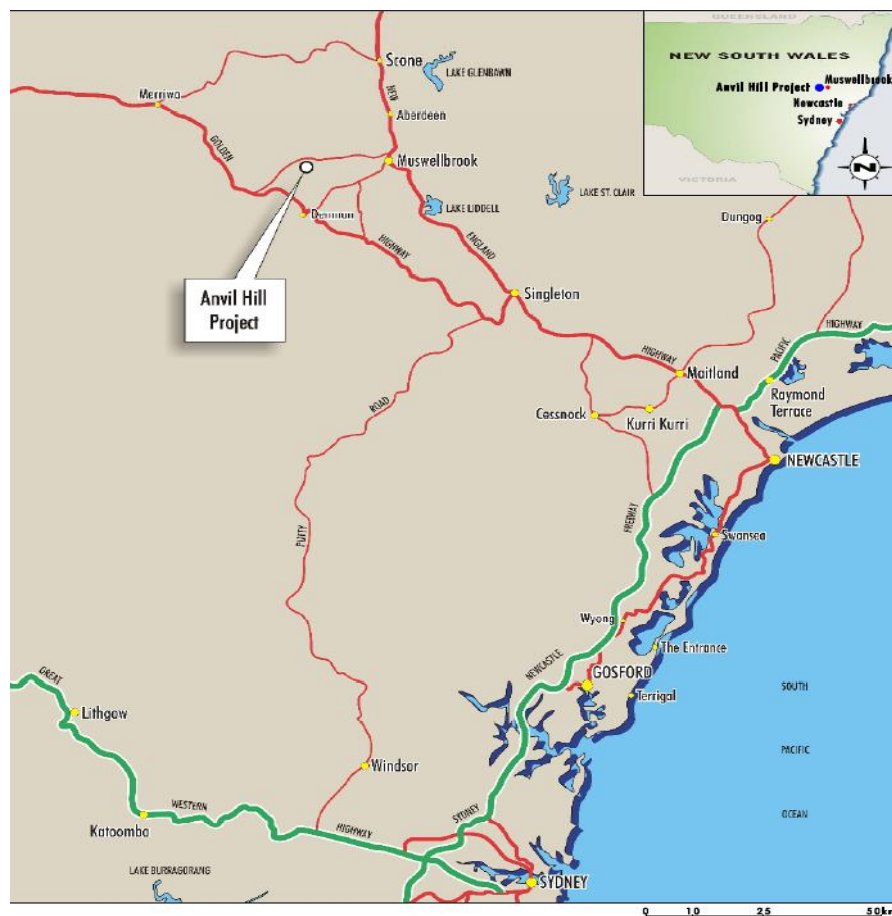 QUEENSLAND
NEW SOUTH WALES
Muswellbrook
Anvil Hill Project
Newcastle
Sydney
VICTORIA
N
Scone
LAKE GLENBAWN
NEW
Merriwa
Aberdeen
GOLDEN
Muswellbrook
LAKE ST. CLAIR
LAKE LIDDELL
Denman
Dungog
ENGLAND
HIGHWAY
Anvil Hill
Project
Singleton
HIGHWAY
PACIFIC
HIGHWAY
Maitland
ROAD
Raymond
Terrace
Cessnock
Kurri Kurri
NEWCASTLE
FREEWAY
PUTTY
Swansea
Wyong
The Entrance
NEWCASTLE
GREAT
GOSFORD
SOUTH
Terrigal
Lithgow
PACIFIC
Windsor
WESTERN
SYDNEY
OCEAN
Katoomba
HIGHWAY
LAKE BURRAGORANG
SYDNEY
0 10 25 50km